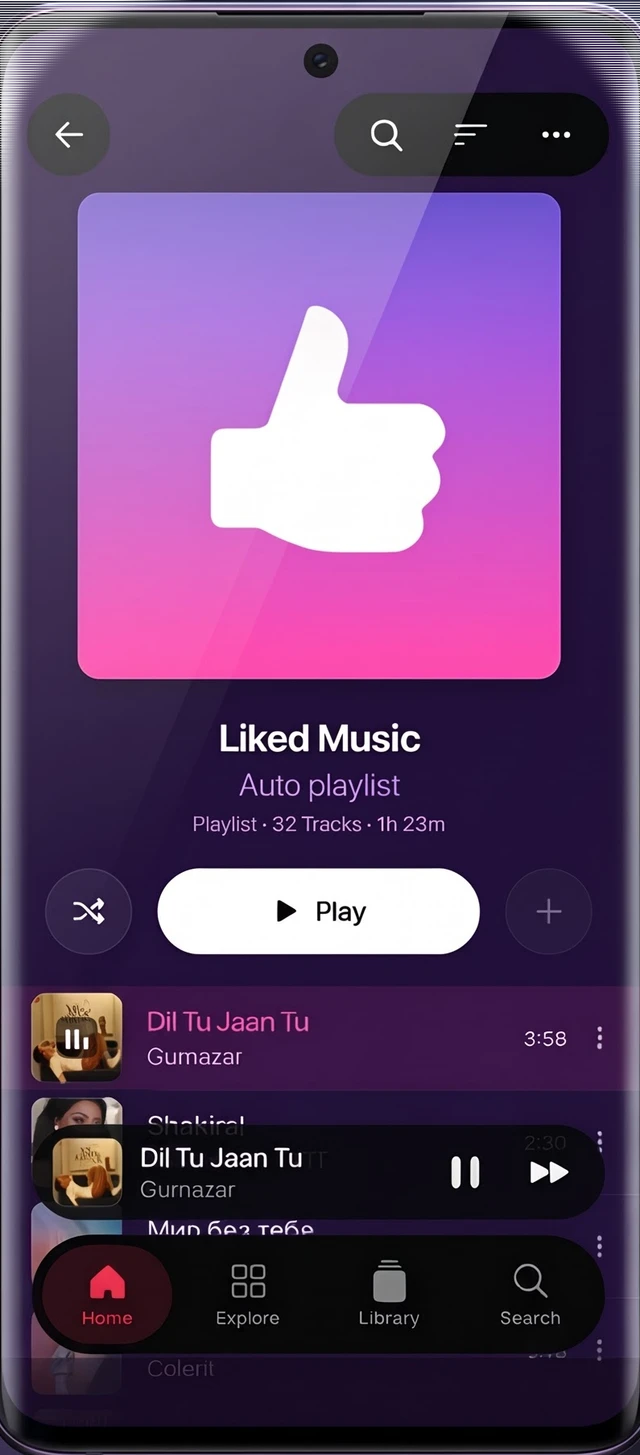 Liked Music
Auto playlist
Playlist · 32 Tracks · 1h 23m
Play
Dil Tu Jaan Tu
Gumazar
3:58
Shakira!
2:30
Dil Tu Jaan Tu
Gurnazar
Мир без тебе
Home
Explore
Library
Search
Colerit